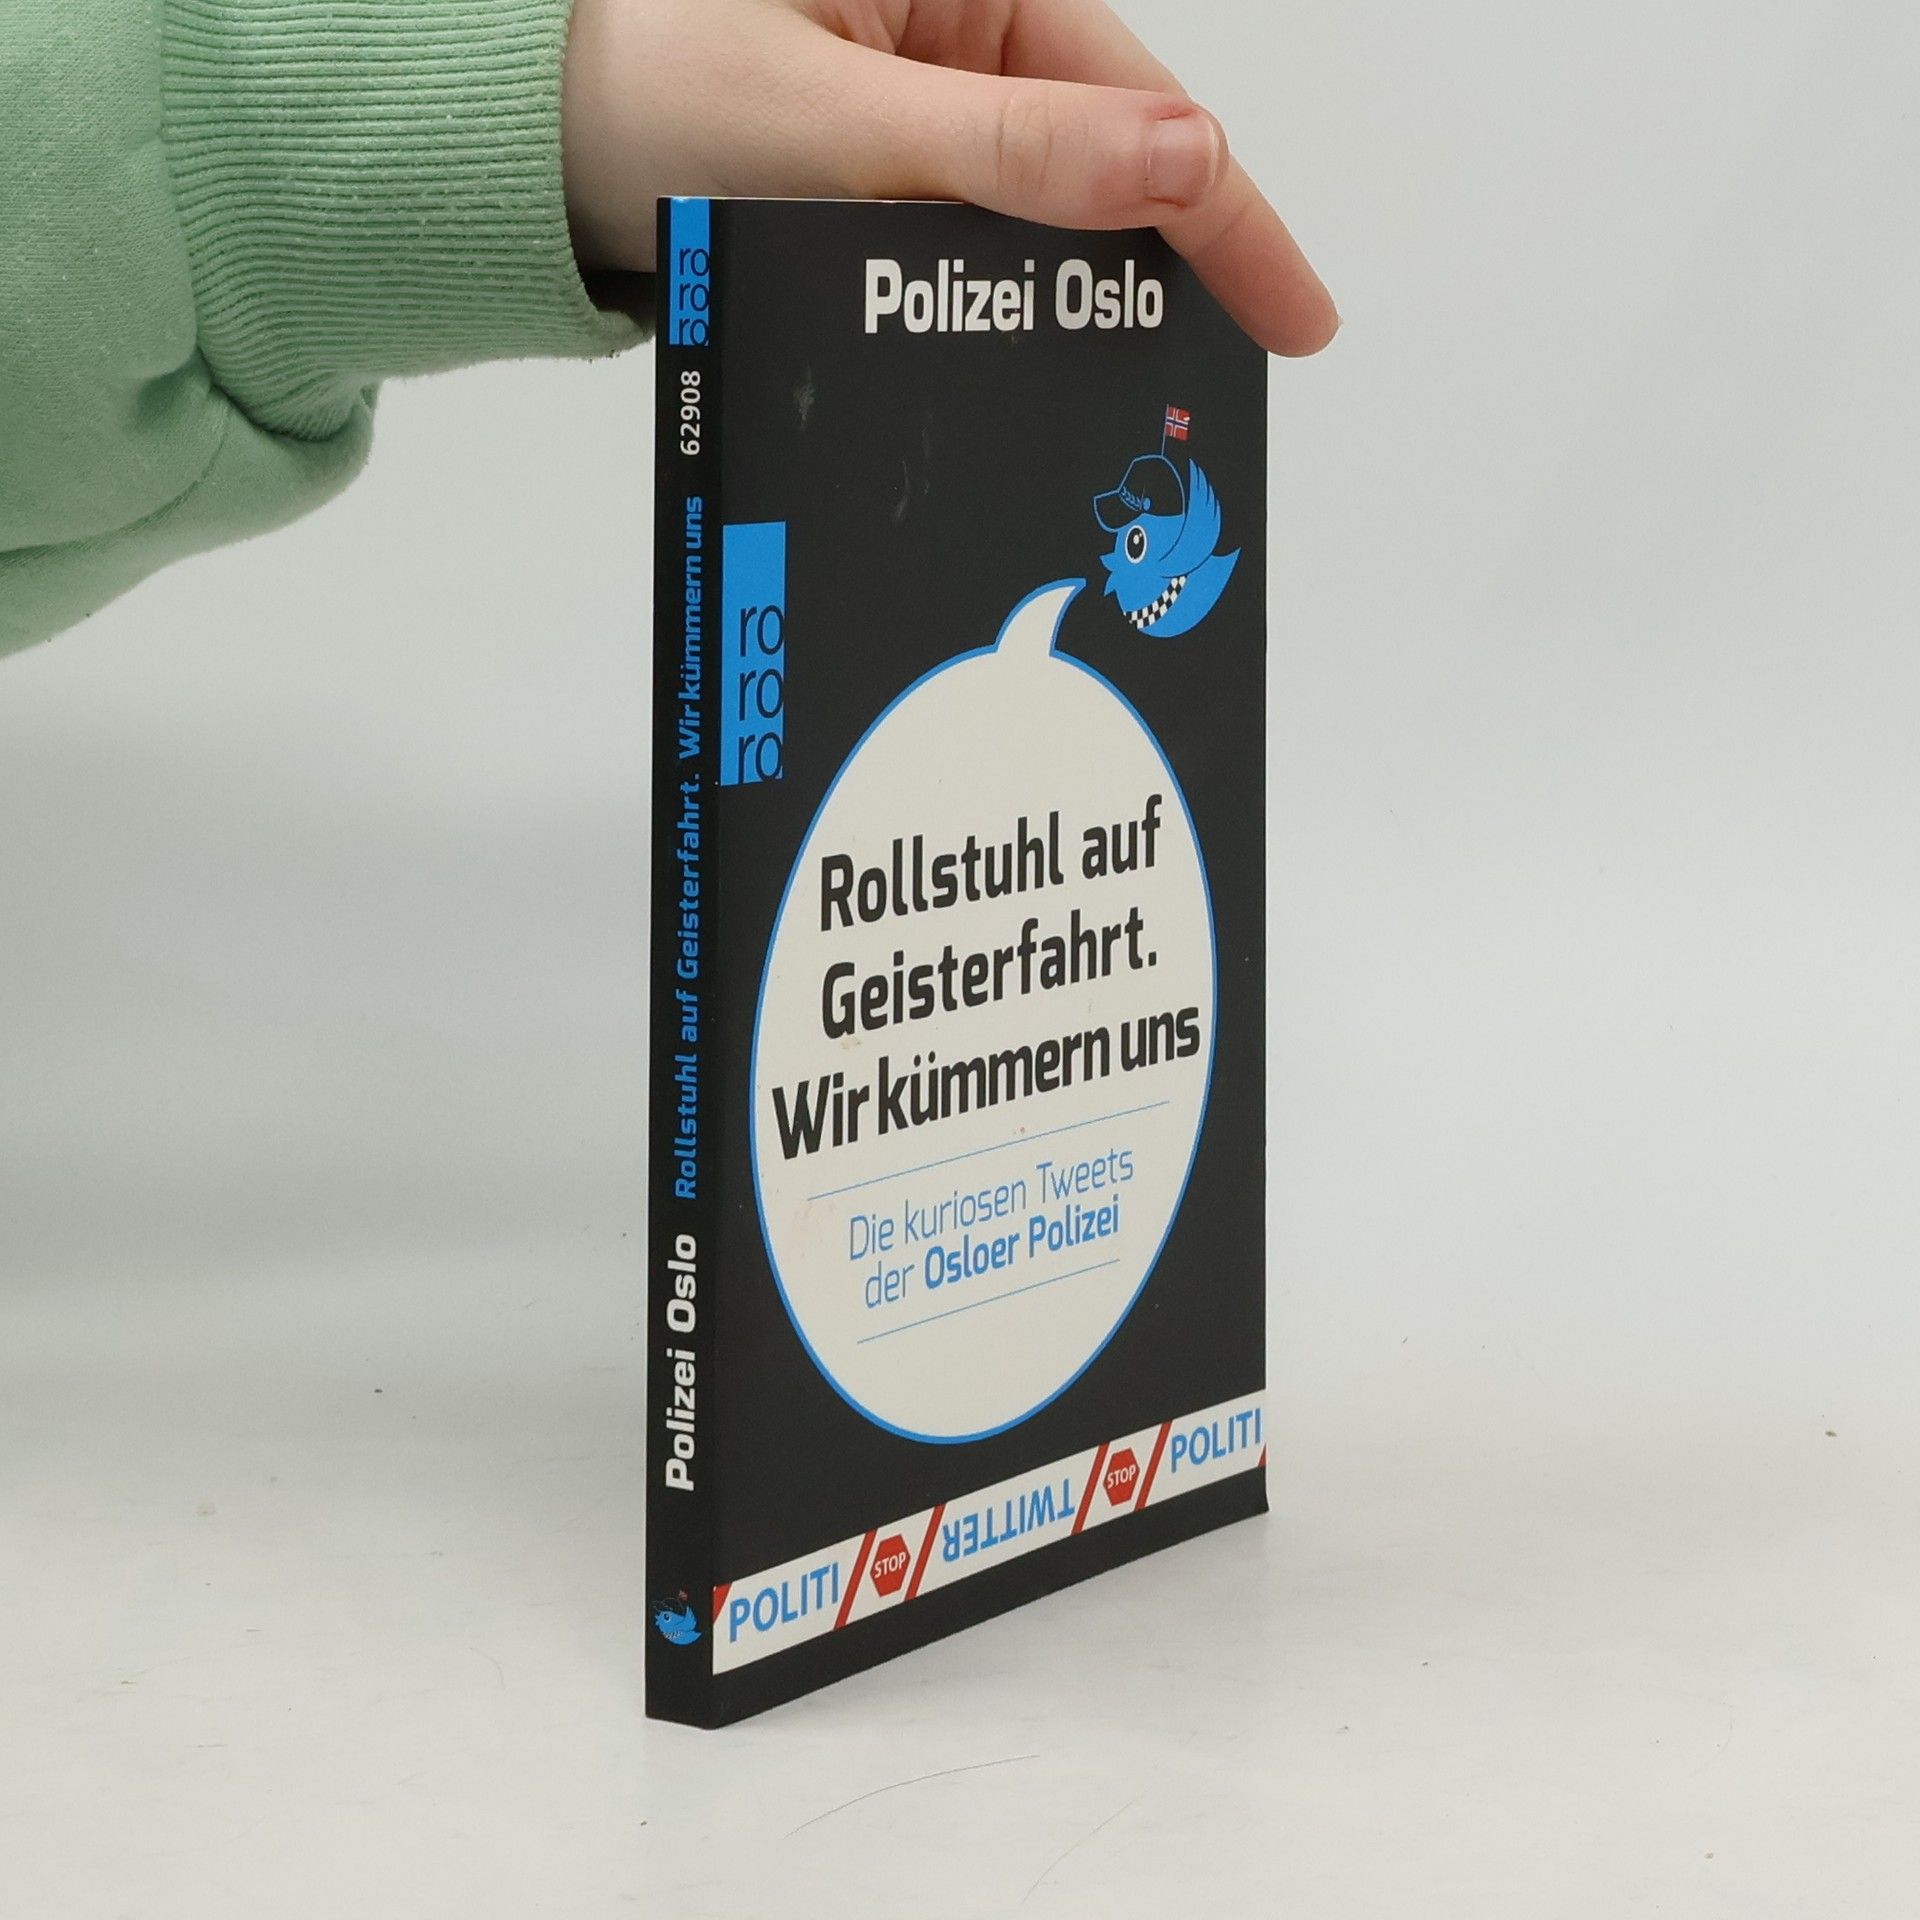 ro
ro
ro
62908
Polizei Oslo Rollstuhl auf Geisterfahrt. Wir kümmern uns
Polizei Oslo
ro
ro
ro
Rollstuhl auf
Geisterfahrt.
Wir kümmern uns
Die kuriosen Tweets
der Osloer Polizei
POLITI STOP TWITTER STOP POLITI